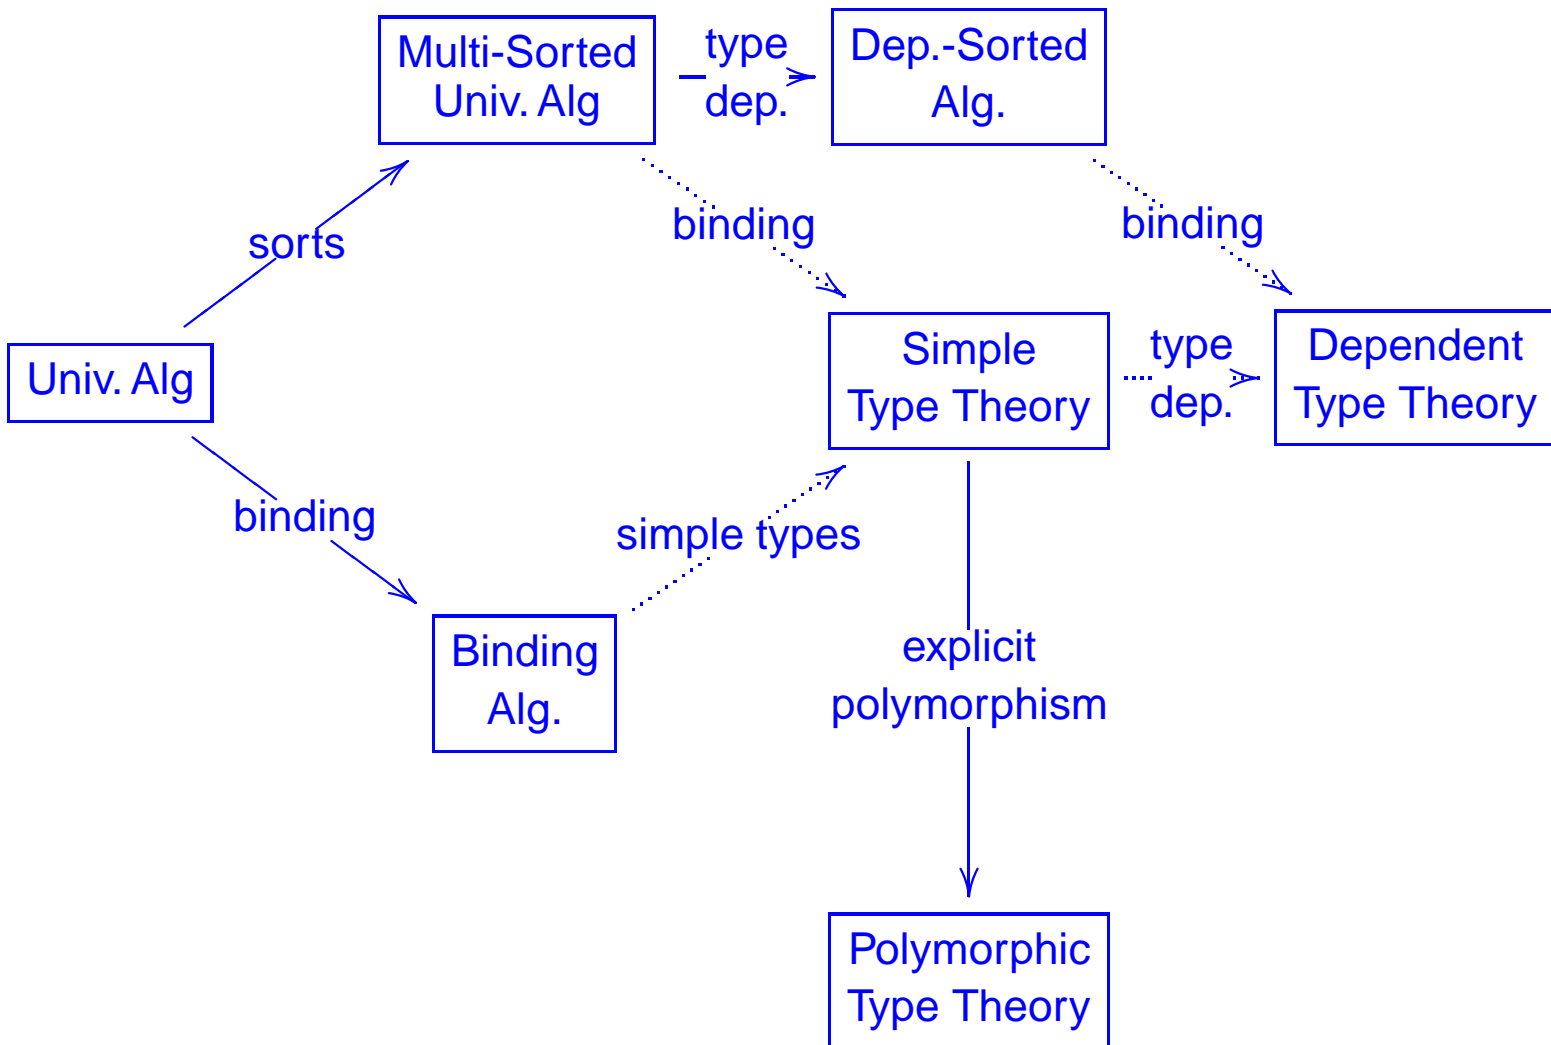 Multi-Sorted
Univ. Alg
type
dep.
Dep.-Sorted
Alg.
sorts
binding
binding
Univ. Alg
Simple
Type Theory
type
dep.
Dependent
Type Theory
binding
simple types
Binding
Alg.
explicit
polymorphism
Polymorphic
Type Theory